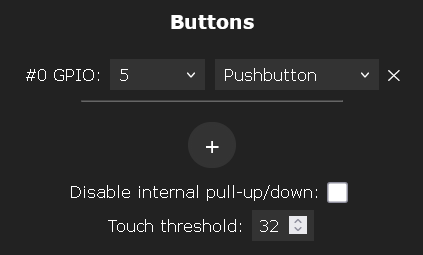 Buttons
#0 GPIO: 5 Pushbutton ×
+
Disable internal pull-up/down:
Touch threshold: 32